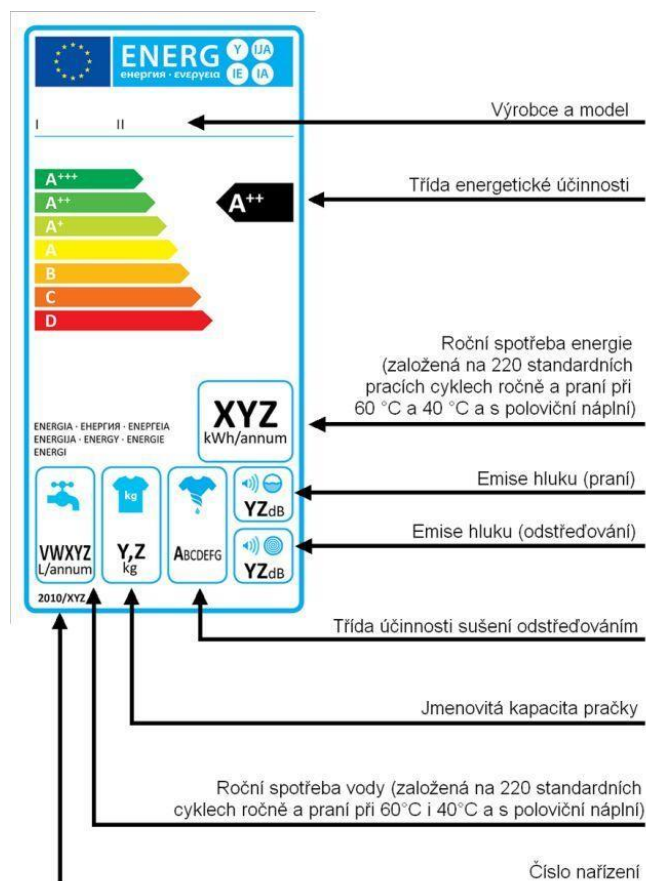 ENERG Y IJA
енергия · ενεργεια IE IA
I II
Výrobce a model
A+++
A++
A+
A
B
C
D
A++
Třída energetické účinnosti
Roční spotřeba energie
(založená na 220 standardních
pracích cyklech ročně a praní při
60 °C a 40 °C a s poloviční náplní)
XYZ
kWh/annum
ENERGIA · ЕНЕРГИЯ · ΕΝΕΡΓΕΙΑ
ENERGIJA · ENERGY · ENERGIE
ENERGI
Emise hluku (praní)
Emise hluku (odstřeďování)
VWXYZ
L/annum
kg
Y,Z
kg
ABCDEFG
YZdB
YZdB
2010/XYZ
Třída účinnosti sušení odstřeďováním
Jmenovitá kapacita pračky
Roční spotřeba vody (založená na 220 standardních
cyklech ročně a praní při 60°C i 40°C a s poloviční náplní)
Číslo nařízení